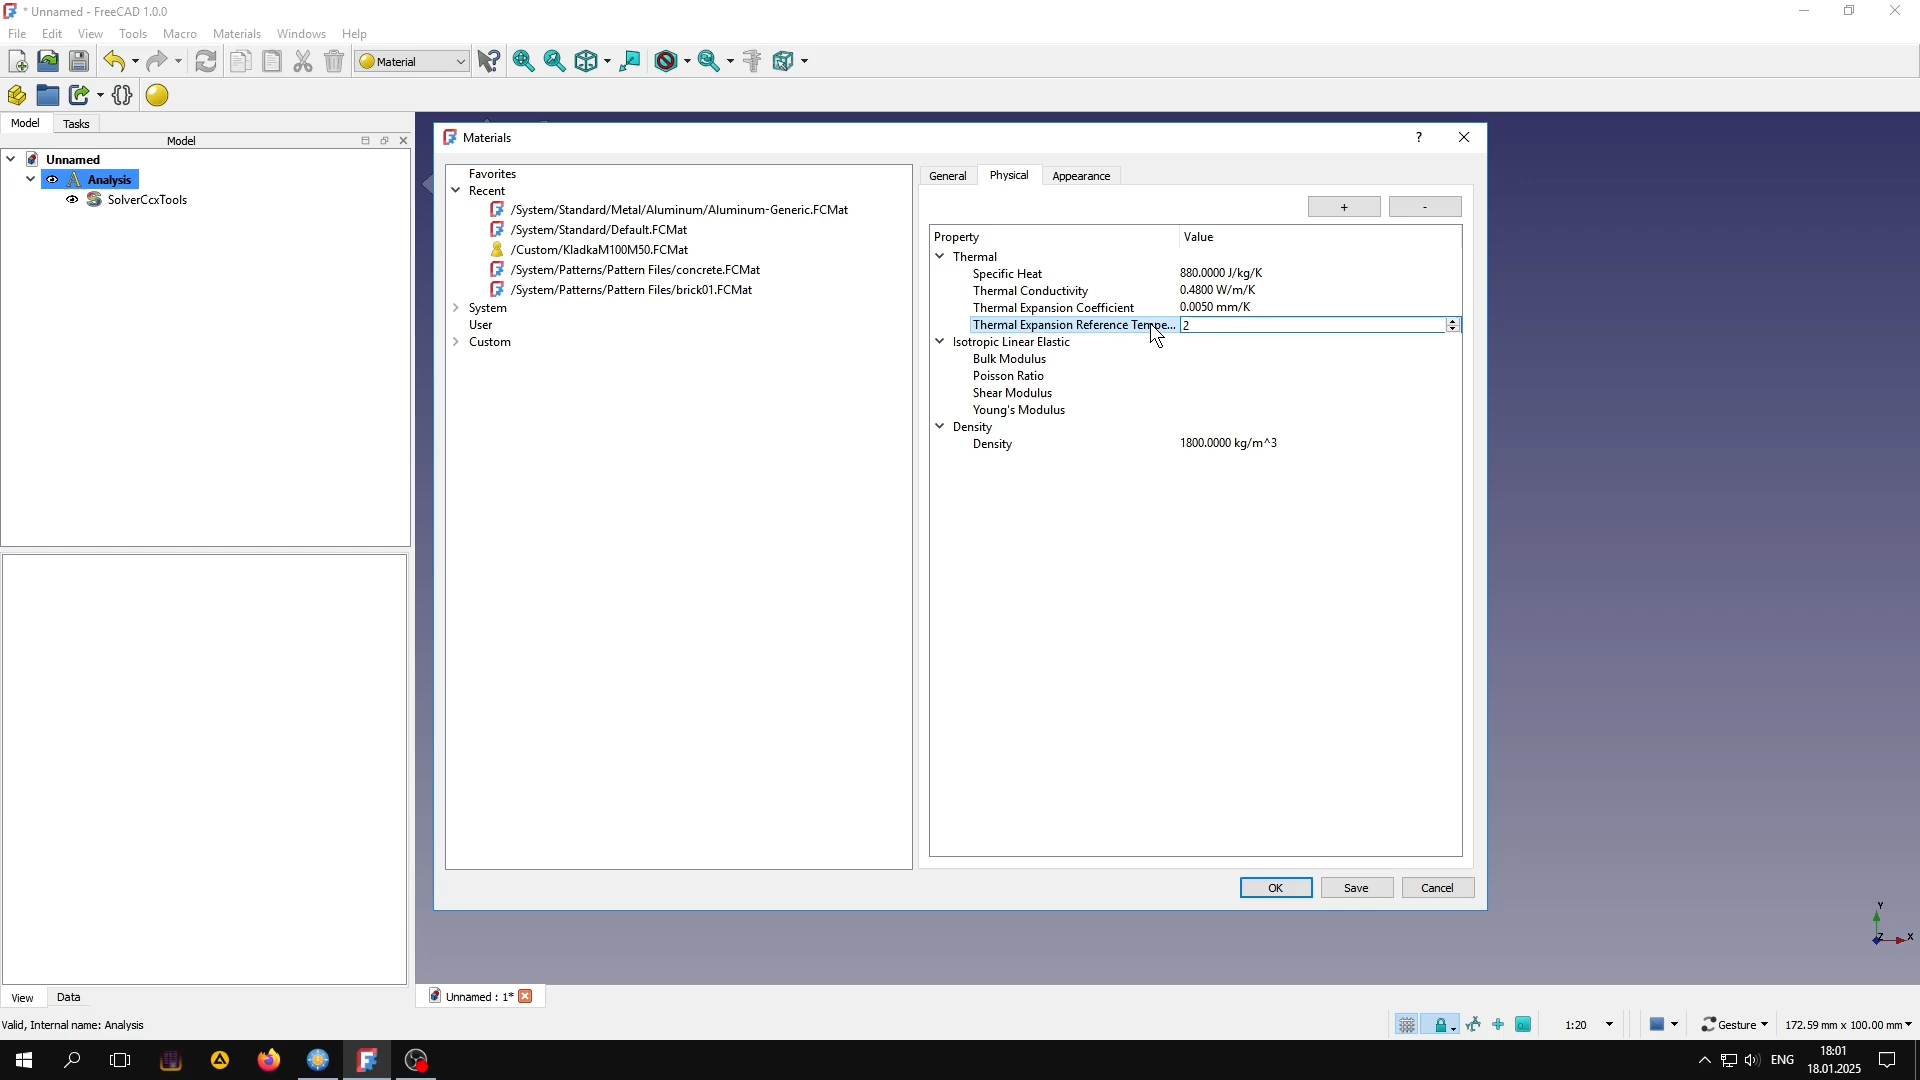 * Unnamed - FreeCAD 1.0.0
File Edit View Tools Macro Materials Windows Help
Material
Model Tasks
Model
Unnamed
Analysis
SolverCcxTools
Materials
?
Favorites
Recent
/System/Standard/Metal/Aluminum/Aluminum-Generic.FCMat
/System/Standard/Default.FCMat
/Custom/KladkaM100M50.FCMat
/System/Patterns/Pattern Files/concrete.FCMat
/System/Patterns/Pattern Files/brick01.FCMat
System
User
Custom
General Physical Appearance
+ -
Property Value
Thermal
Specific Heat 880.0000 J/kg/K
Thermal Conductivity 0.4800 W/m/K
Thermal Expansion Coefficient 0.0050 mm/K
Thermal Expansion Reference Tempe... 2
Isotropic Linear Elastic
Bulk Modulus
Poisson Ratio
Shear Modulus
Young's Modulus
Density
Density 1800.0000 kg/m^3
OK Save Cancel
Y
Z X
View Data
Unnamed : 1*
Valid, Internal name: Analysis
1:20 Gesture 172.59 mm x 100.00 mm
ENG
18:01
18.01.2025